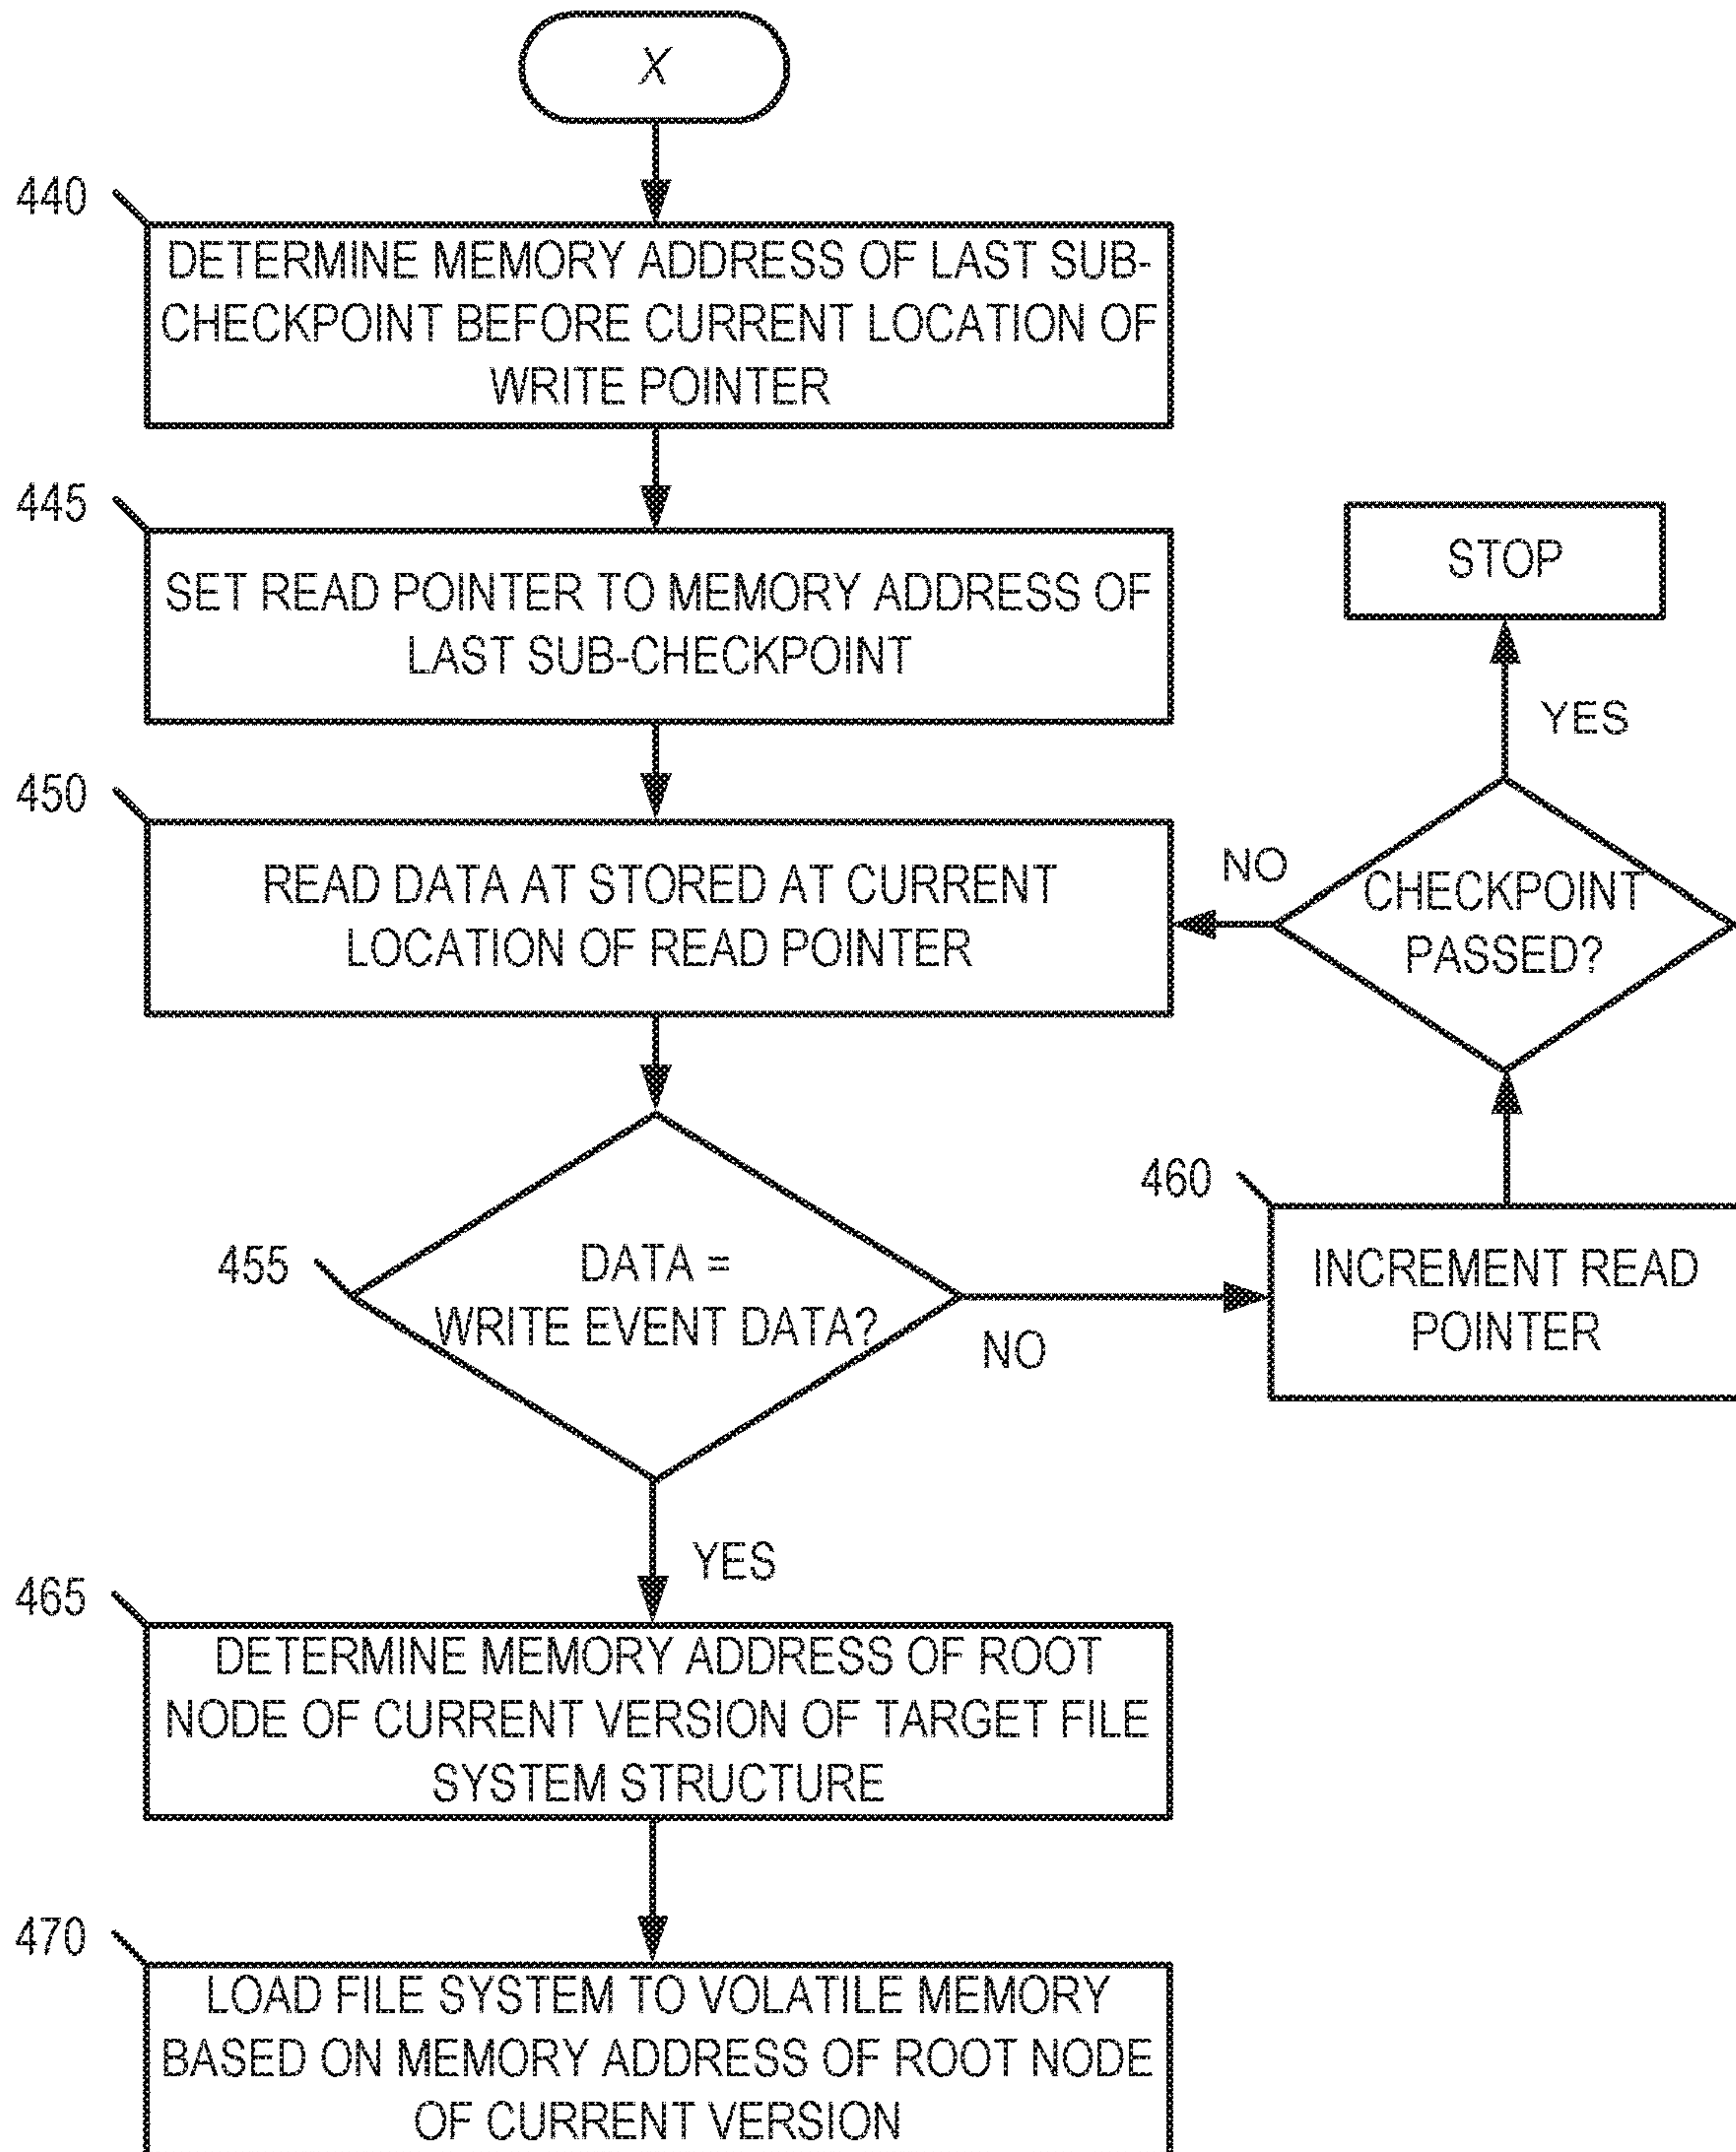 X
440
DETERMINE MEMORY ADDRESS OF LAST SUB-
CHECKPOINT BEFORE CURRENT LOCATION OF
WRITE POINTER
445
SET READ POINTER TO MEMORY ADDRESS OF
LAST SUB-CHECKPOINT
STOP
YES
450
READ DATA AT STORED AT CURRENT
LOCATION OF READ POINTER
NO
CHECKPOINT
PASSED?
455
DATA =
WRITE EVENT DATA?
NO
460
INCREMENT READ
POINTER
YES
465
DETERMINE MEMORY ADDRESS OF ROOT
NODE OF CURRENT VERSION OF TARGET FILE
SYSTEM STRUCTURE
470
LOAD FILE SYSTEM TO VOLATILE MEMORY
BASED ON MEMORY ADDRESS OF ROOT NODE
OF CURRENT VERSION